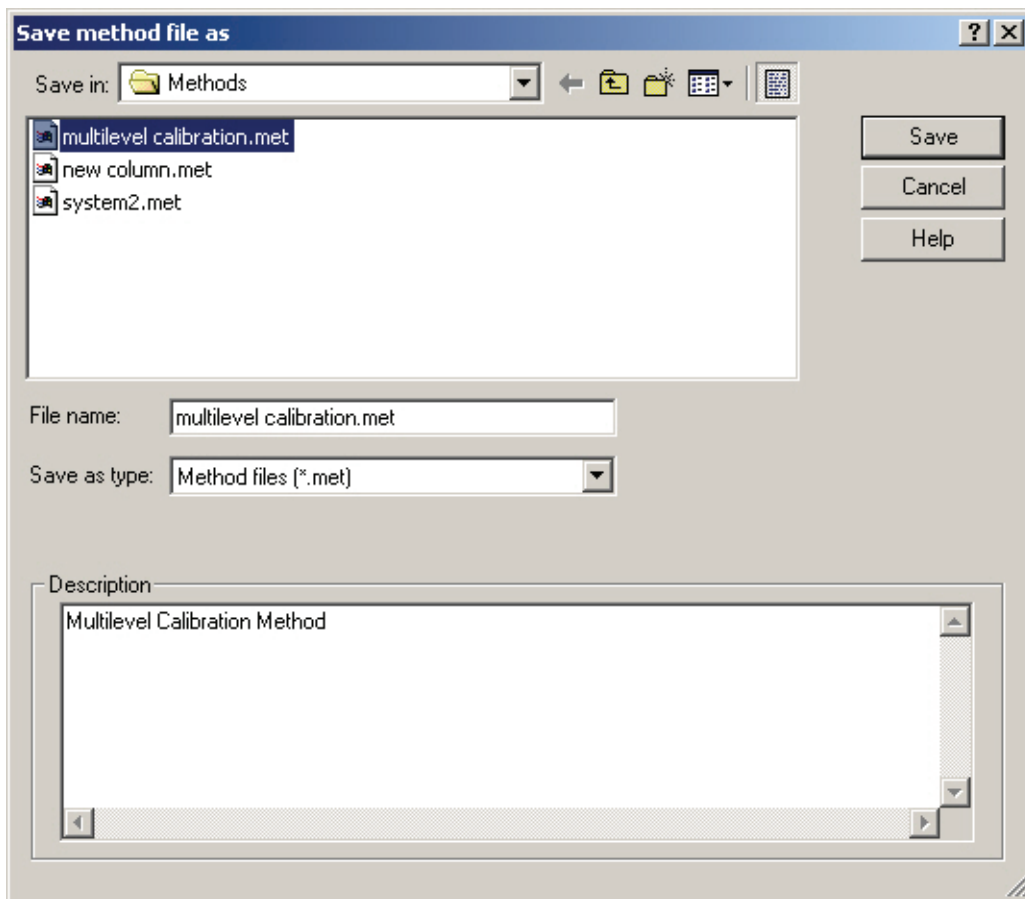 Save method file as
Save in: Methods
multilevel calibration.met
new column.met
system2.met
Save
Cancel
Help
File name: multilevel calibration.met
Save as type: Method files (*.met)
Description
Multilevel Calibration Method